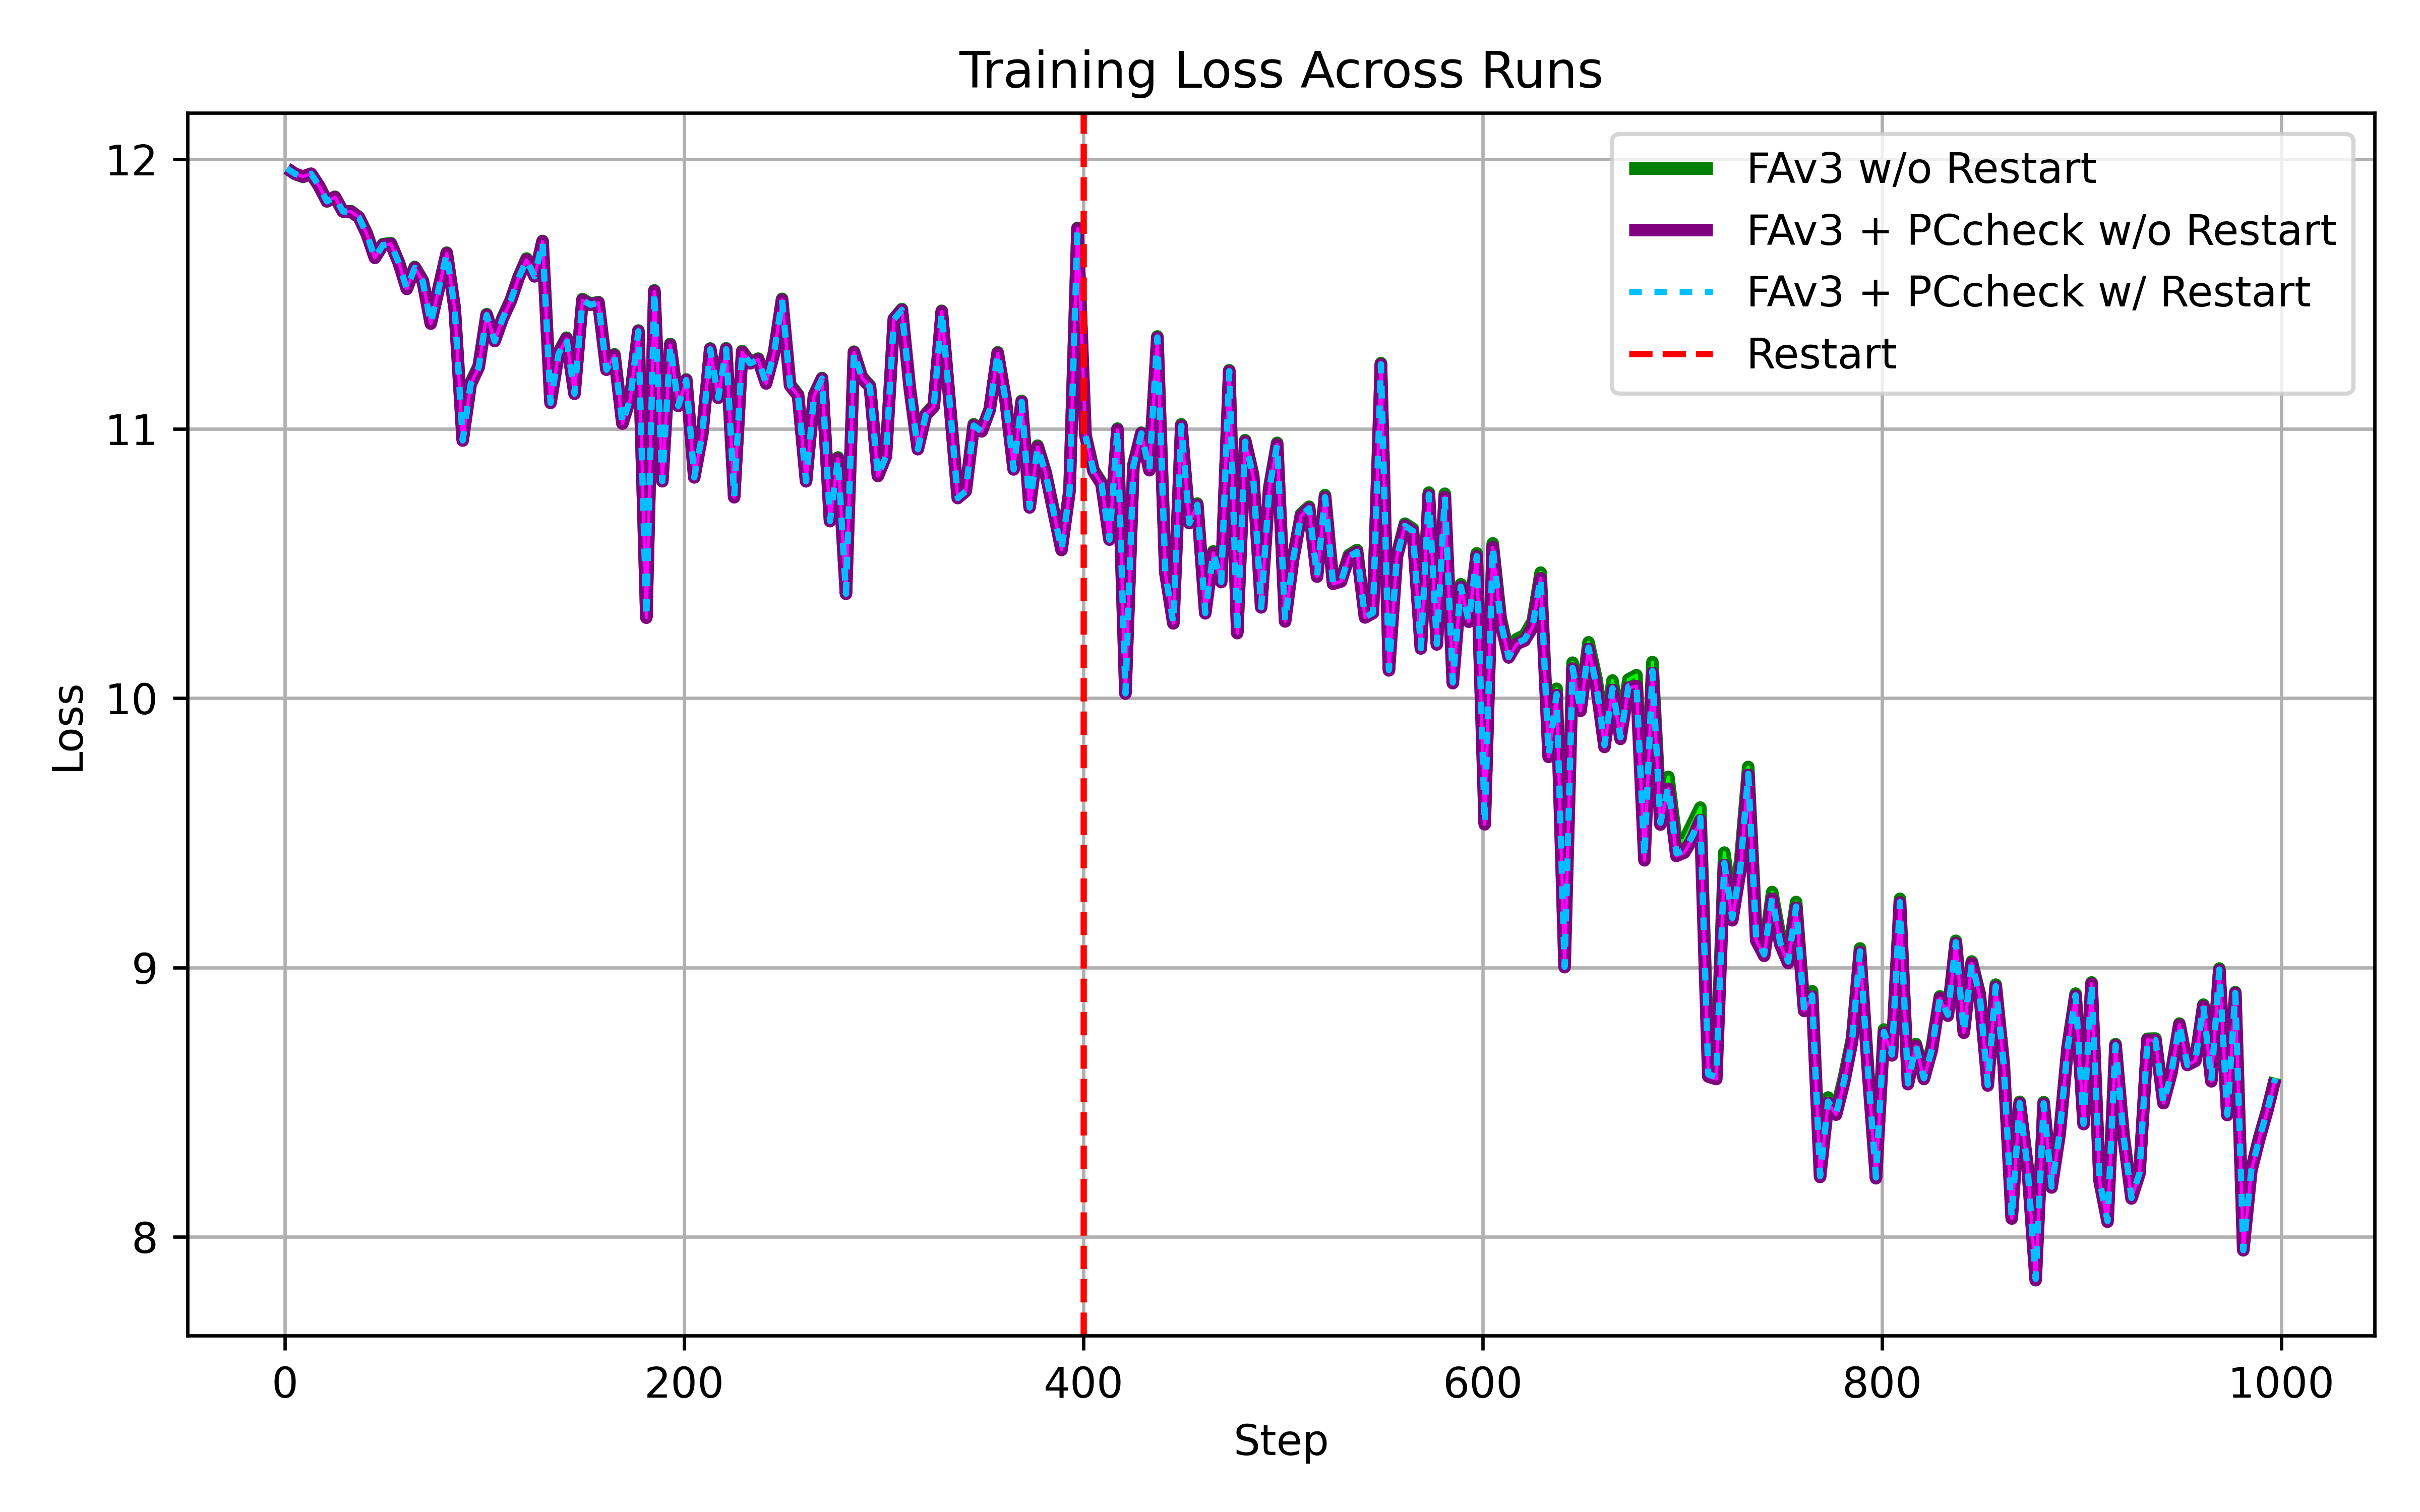 Training Loss Across Runs
12
11
10
9
8
Loss
FAv3 w/o Restart
FAv3 + PCcheck w/o Restart
FAv3 + PCcheck w/ Restart
Restart
0 200 400 600 800 1000
Step